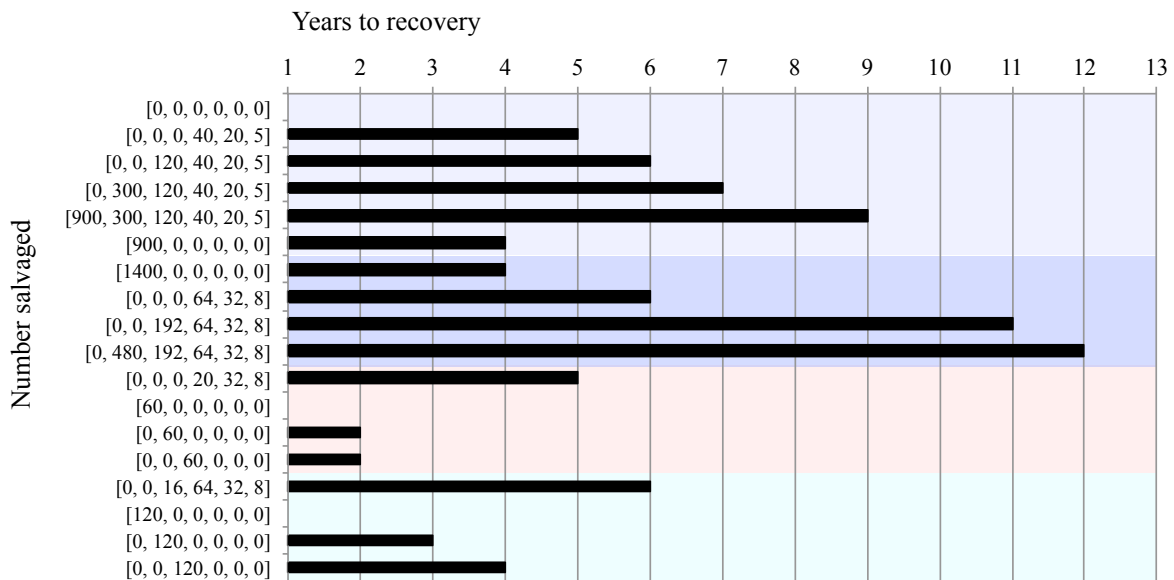 Years to recovery
1 2 3 4 5 6 7 8 9 10 11 12 13
Number salvaged
[0, 0, 0, 0, 0, 0]
[0, 0, 0, 40, 20, 5]
[0, 0, 120, 40, 20, 5]
[0, 300, 120, 40, 20, 5]
[900, 300, 120, 40, 20, 5]
[900, 0, 0, 0, 0, 0]
[1400, 0, 0, 0, 0, 0]
[0, 0, 0, 64, 32, 8]
[0, 0, 192, 64, 32, 8]
[0, 480, 192, 64, 32, 8]
[0, 0, 0, 20, 32, 8]
[60, 0, 0, 0, 0, 0]
[0, 60, 0, 0, 0, 0]
[0, 0, 60, 0, 0, 0]
[0, 0, 16, 64, 32, 8]
[120, 0, 0, 0, 0, 0]
[0, 120, 0, 0, 0, 0]
[0, 0, 120, 0, 0, 0]